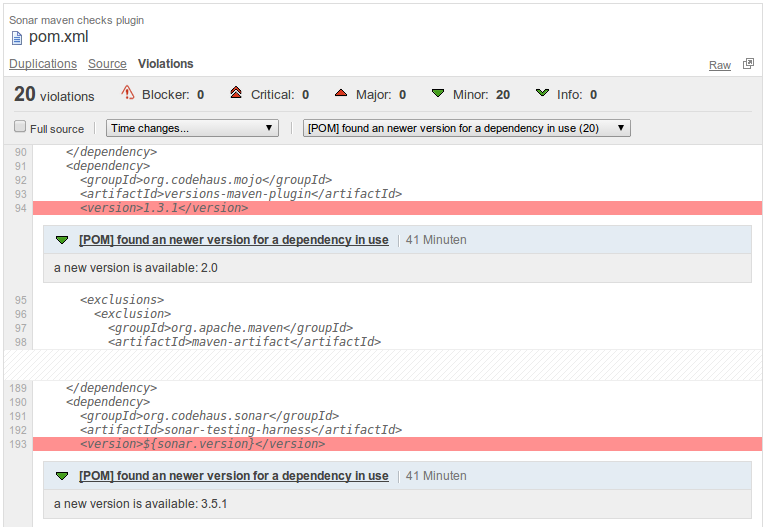 Sonar maven checks plugin
pom.xml
Duplications Source Violations Raw
20 violations Blocker: 0 Critical: 0 Major: 0 Minor: 20 Info: 0
Full source Time changes... [POM] found an newer version for a dependency in use (20)
90 </dependency>
91 <dependency>
92 <groupId>org.codehaus.mojo</groupId>
93 <artifactId>versions-maven-plugin</artifactId>
94 <version>1.3.1</version>
[POM] found an newer version for a dependency in use 41 Minuten
a new version is available: 2.0
95 <exclusions>
96 <exclusion>
97 <groupId>org.apache.maven</groupId>
98 <artifactId>maven-artifact</artifactId>
189 </dependency>
190 <dependency>
191 <groupId>org.codehaus.sonar</groupId>
192 <artifactId>sonar-testing-harness</artifactId>
193 <version>${sonar.version}</version>
[POM] found an newer version for a dependency in use 41 Minuten
a new version is available: 3.5.1